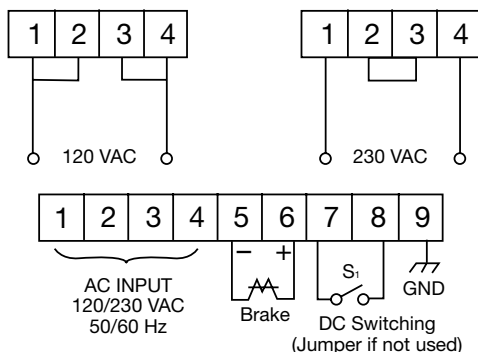 1 2 3 4
120 VAC
1 2 3 4
230 VAC
1 2 3 4 5 6 7 8 9
− +
S1
AC INPUT
120/230 VAC
50/60 Hz
Brake
GND
DC Switching
(Jumper if not used)